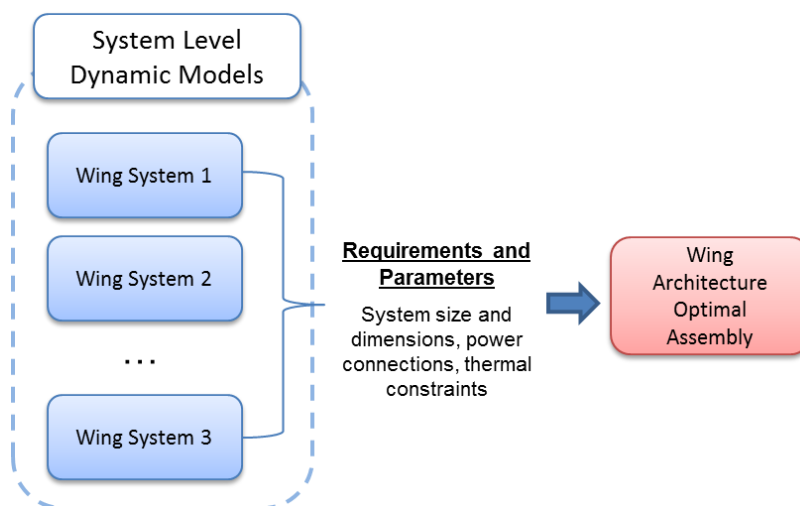 System Level
Dynamic Models
Wing System 1
Wing System 2
...
Wing System 3
Requirements and
Parameters
System size and
dimensions, power
connections, thermal
constraints
Wing
Architecture
Optimal
Assembly